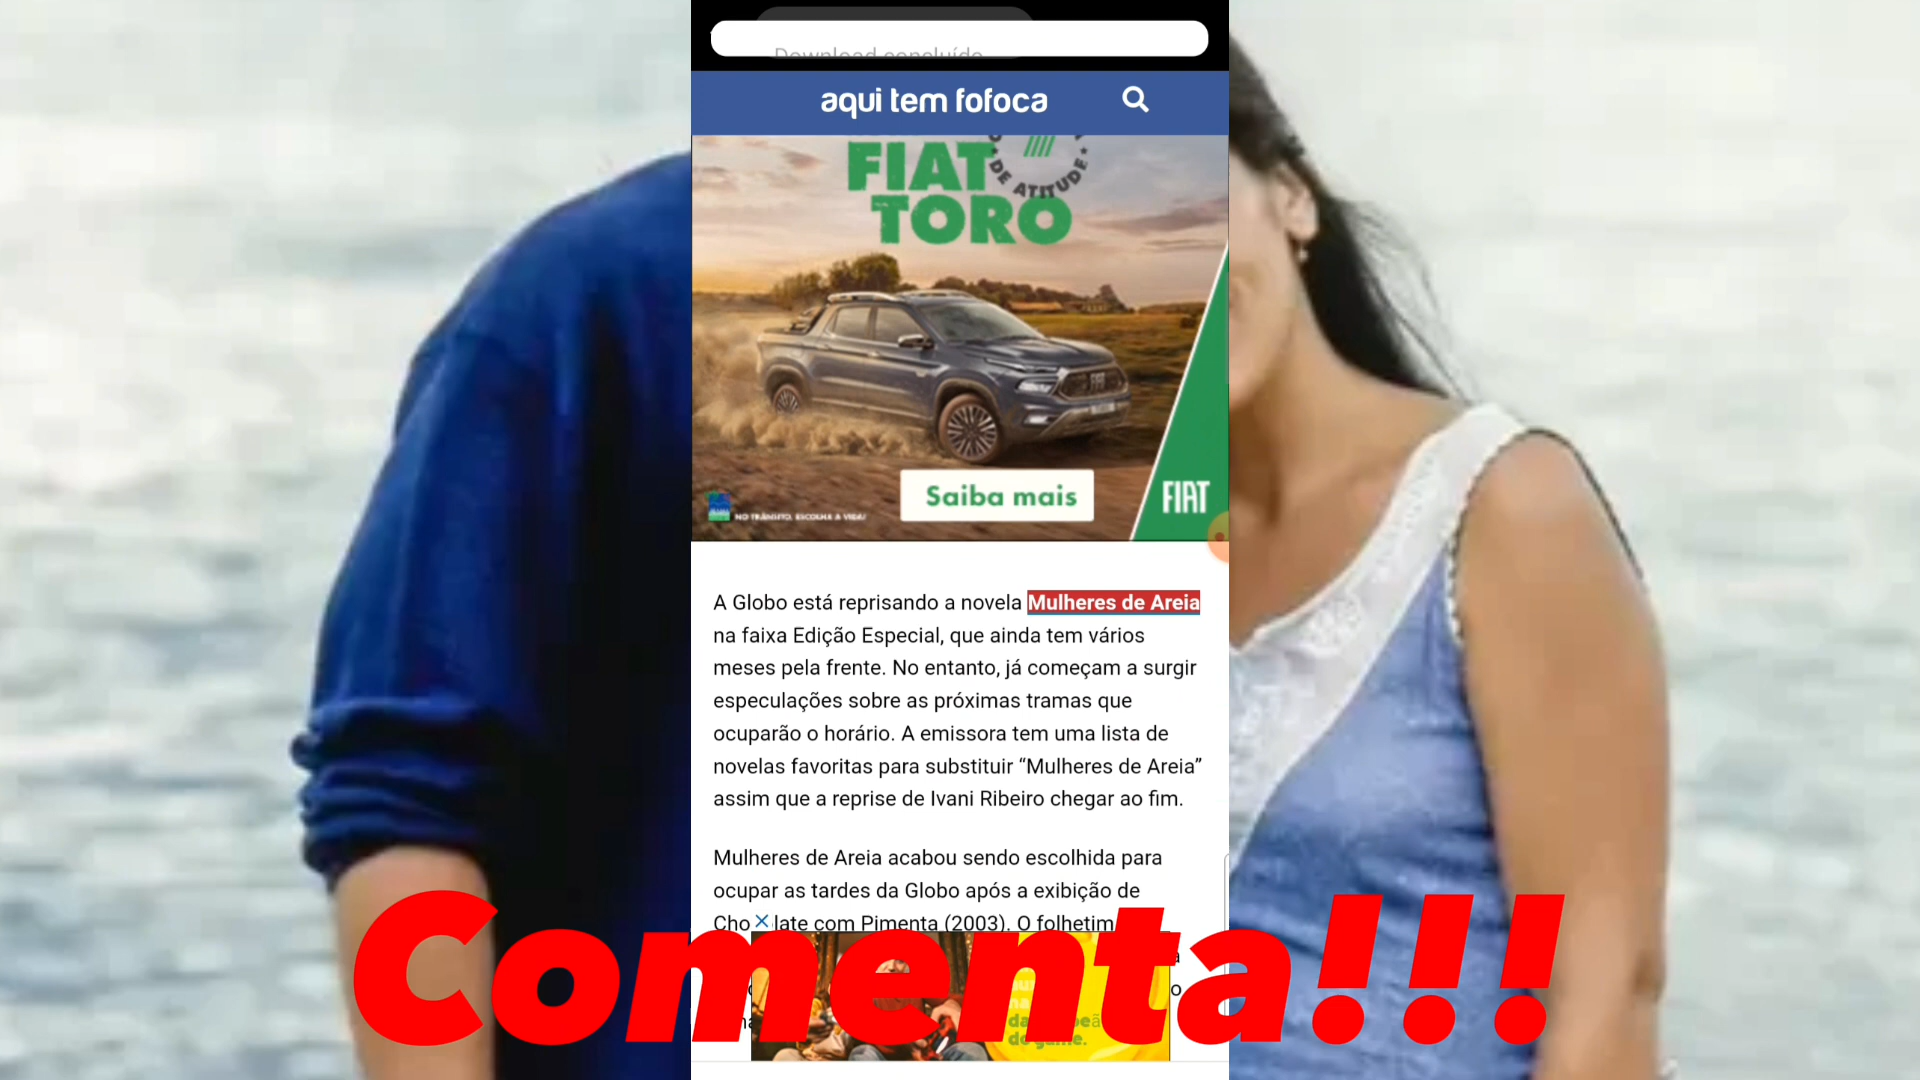 Download concluído
aqui tem fofoca
FIAT
TORO
DE ATITUDE
Saiba mais
FIAT
NO TRÂNSITO, ESCOLHA A VIDA!
A Globo está reprisando a novela Mulheres de Areia
na faixa Edição Especial, que ainda tem vários
meses pela frente. No entanto, já começam a surgir
especulações sobre as próximas tramas que
ocuparão o horário. A emissora tem uma lista de
novelas favoritas para substituir “Mulheres de Areia”
assim que a reprise de Ivani Ribeiro chegar ao fim.
Mulheres de Areia acabou sendo escolhida para
ocupar as tardes da Globo após a exibição de
Cho late com Pimenta (2003). O folhetim
Comenta!!!
do game.